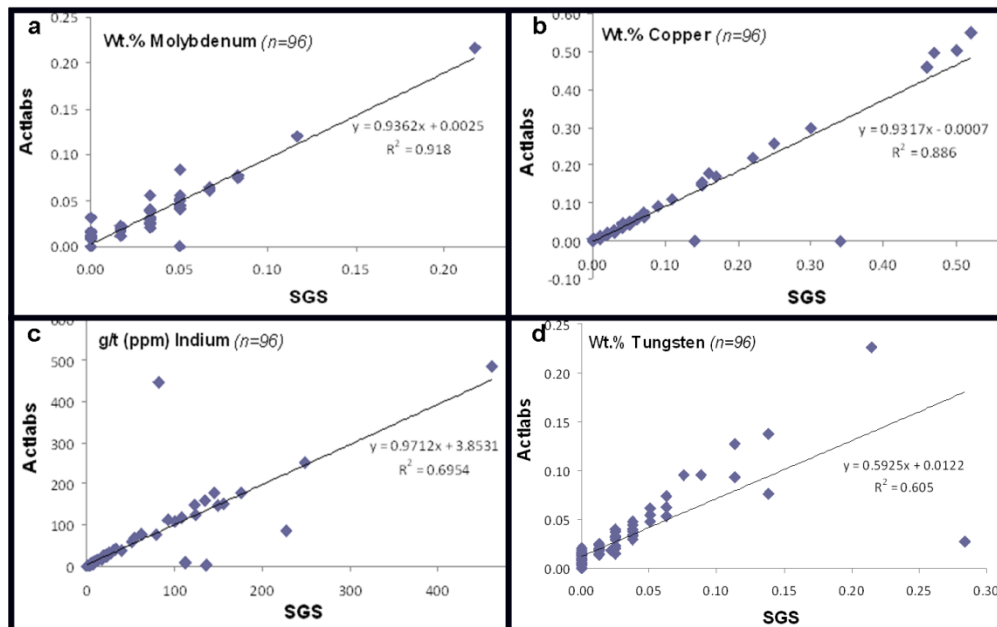 a
Wt.% Molybdenum (n=96)
0.25
0.20
0.15
0.10
0.05
0.00
Actlabs
y = 0.9362x + 0.0025
R² = 0.918
0.00 0.05 0.10 0.15 0.20
SGS
b
Wt.% Copper (n=96)
0.60
0.50
0.40
0.30
0.20
0.10
0.00
-0.10
Actlabs
y = 0.9317x - 0.0007
R² = 0.886
0.00 0.10 0.20 0.30 0.40 0.50
SGS
c
g/t (ppm) Indium (n=96)
600
500
400
300
200
100
0
Actlabs
y = 0.9712x + 3.8531
R² = 0.6954
0 100 200 300 400
SGS
d
Wt.% Tungsten (n=96)
0.25
0.20
0.15
0.10
0.05
0.00
Actlabs
y = 0.5925x + 0.0122
R² = 0.605
0.00 0.05 0.10 0.15 0.20 0.25 0.30
SGS